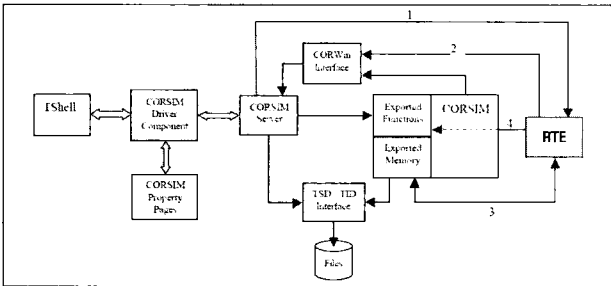 1
CORWin
Interface
2
TShell
CORSIM
Driver
Component
CORSIM
Server
Exported
Functions
CORSIM
4
RTE
Exported
Memory
CORSIM
Property
Pages
TSD TID
Interface
3
Files